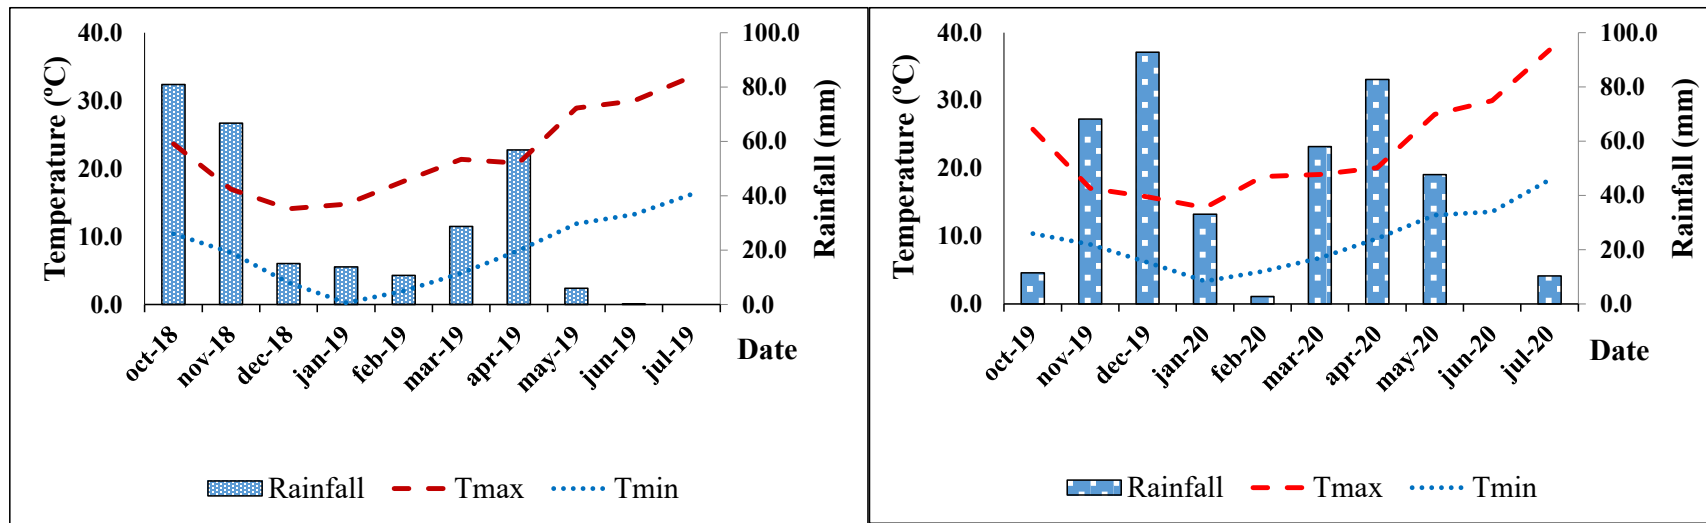 Temperature (ºC)
40.0
30.0
20.0
10.0
0.0
100.0
80.0
60.0
40.0
20.0
0.0
Rainfall (mm)
oct-18
nov-18
dec-18
jan-19
feb-19
mar-19
apr-19
may-19
jun-19
jul-19
Date
Rainfall Tmax Tmin
Temperature (ºC)
40.0
30.0
20.0
10.0
0.0
100.0
80.0
60.0
40.0
20.0
0.0
Rainfall (mm)
oct-19
nov-19
dec-19
jan-20
feb-20
mar-20
apr-20
may-20
jun-20
jul-20
Date
Rainfall Tmax Tmin